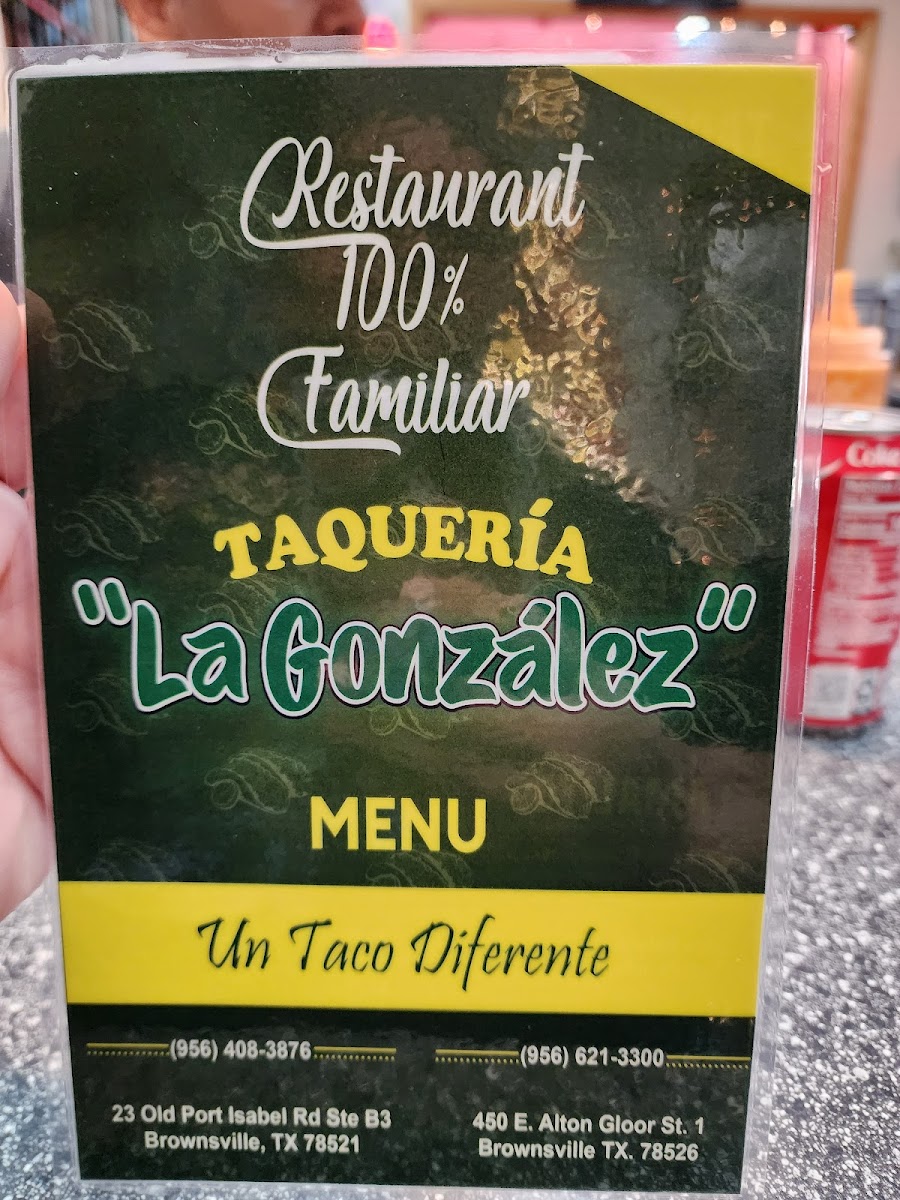 Restaurant
100%
Familiar
TAQUERÍA
"La González"
MENU
Un Taco Diferente
(956) 408-3876
23 Old Port Isabel Rd Ste B3
Brownsville, TX 78521
(956) 621-3300
450 E. Alton Gloor St. 1
Brownsville TX. 78526
Coke